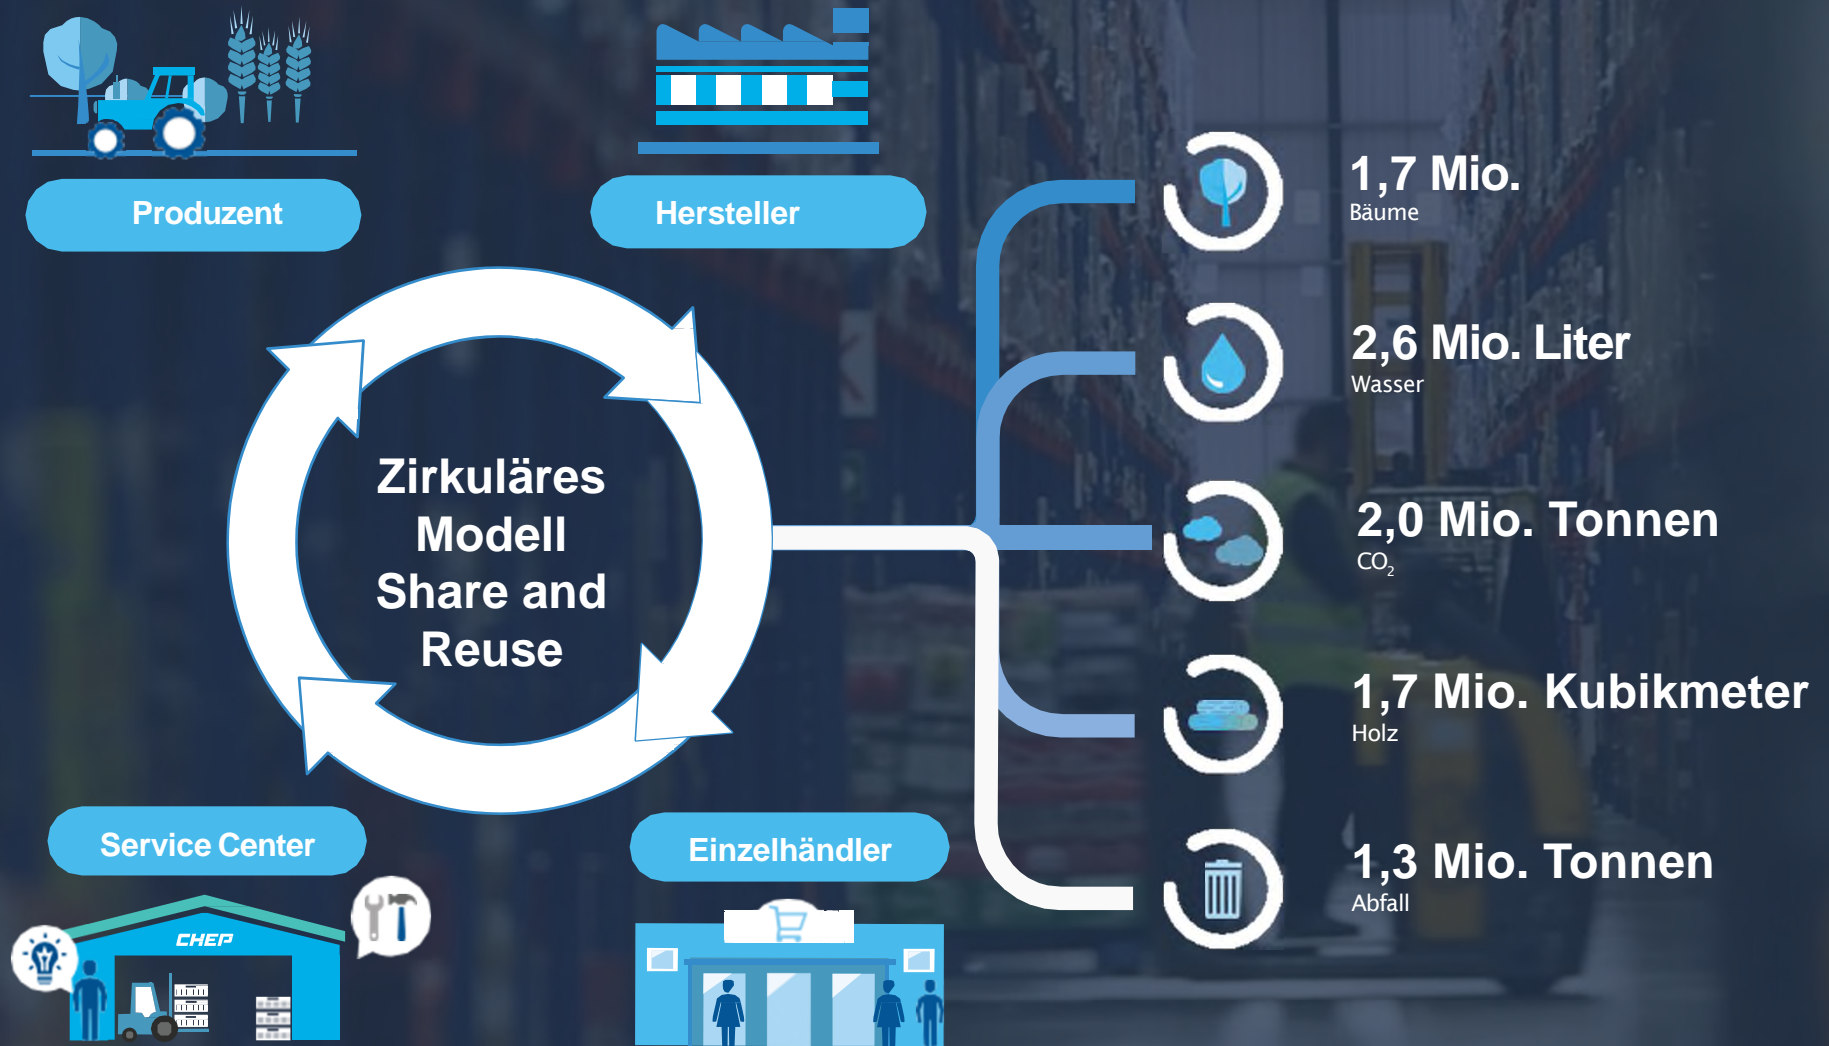 Produzent
Hersteller
Zirkuläres
Modell
Share and
Reuse
Service Center
Einzelhändler
CHEP
1,7 Mio.
Bäume
2,6 Mio. Liter
Wasser
2,0 Mio. Tonnen
CO₂
1,7 Mio. Kubikmeter
Holz
1,3 Mio. Tonnen
Abfall